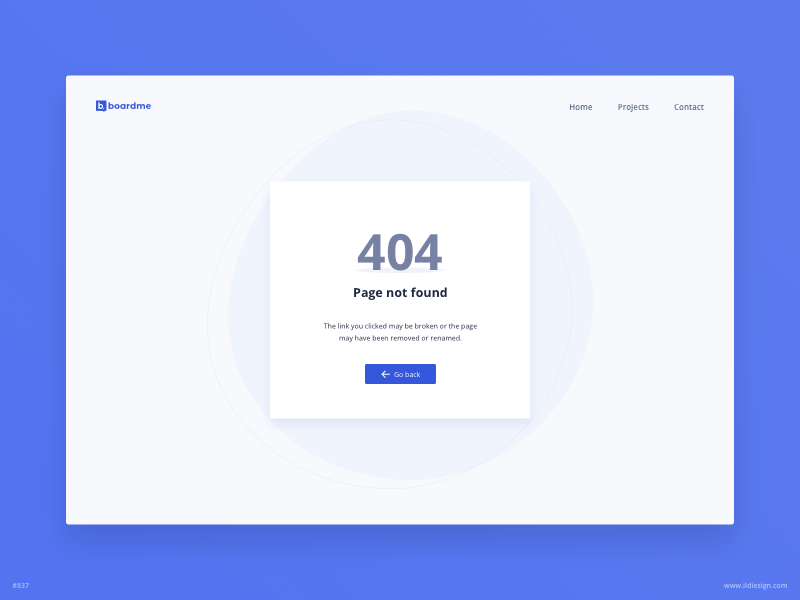 b. boardme
Home Projects Contact
404
Page not found
The link you clicked may be broken or the page
may have been removed or renamed.
Go back
#837
www.ildiesign.com